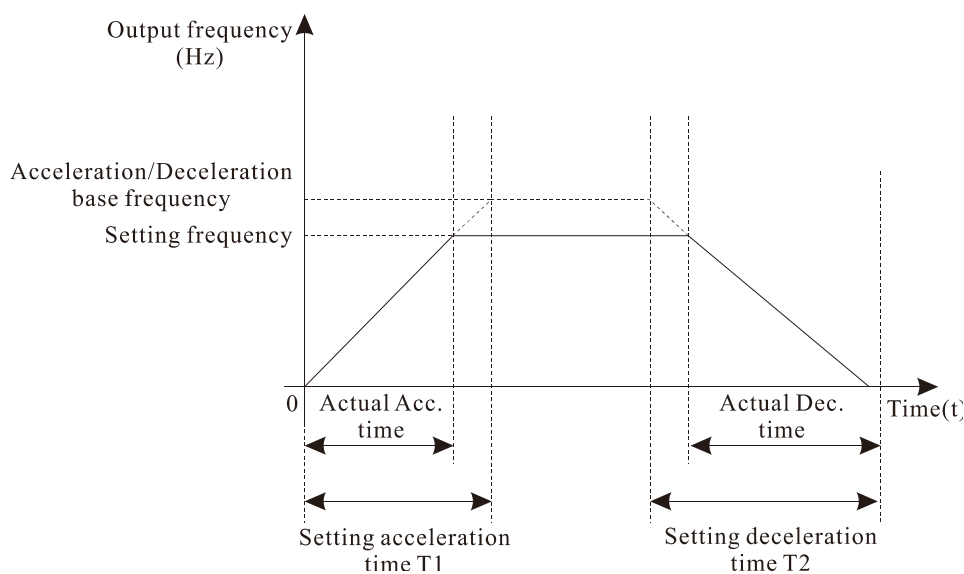 Output frequency
(Hz)
Acceleration/Deceleration
base frequency
Setting frequency
0
Actual Acc.
time
Actual Dec.
time
Time(t)
Setting acceleration
time T1
Setting deceleration
time T2